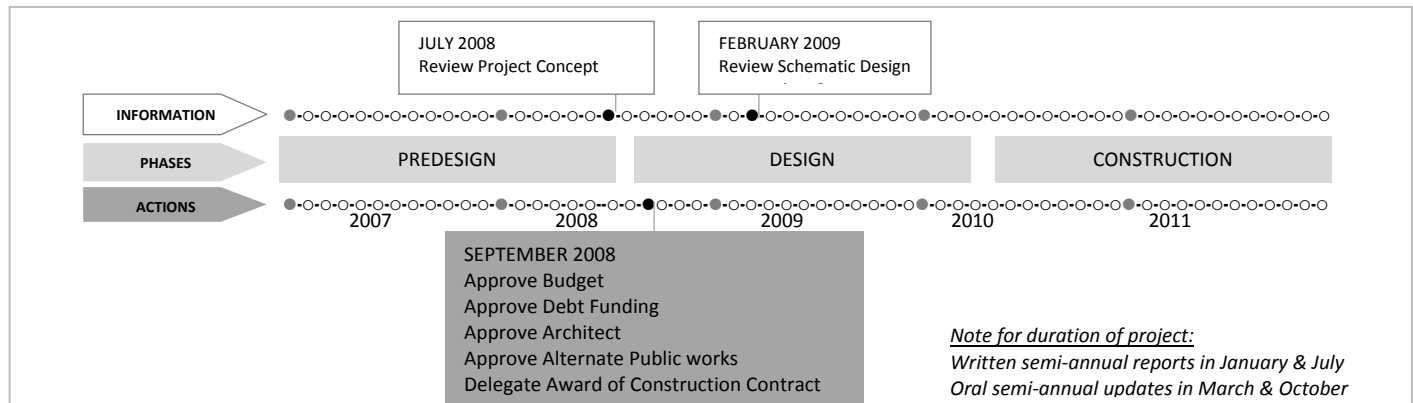 JULY 2008
Review Project Concept
FEBRUARY 2009
Review Schematic Design
INFORMATION
PHASES
PREDESIGN
DESIGN
CONSTRUCTION
ACTIONS
2007
2008
2009
2010
2011
SEPTEMBER 2008
Approve Budget
Approve Debt Funding
Approve Architect
Approve Alternate Public works
Delegate Award of Construction Contract
Note for duration of project:
Written semi-annual reports in January & July
Oral semi-annual updates in March & October